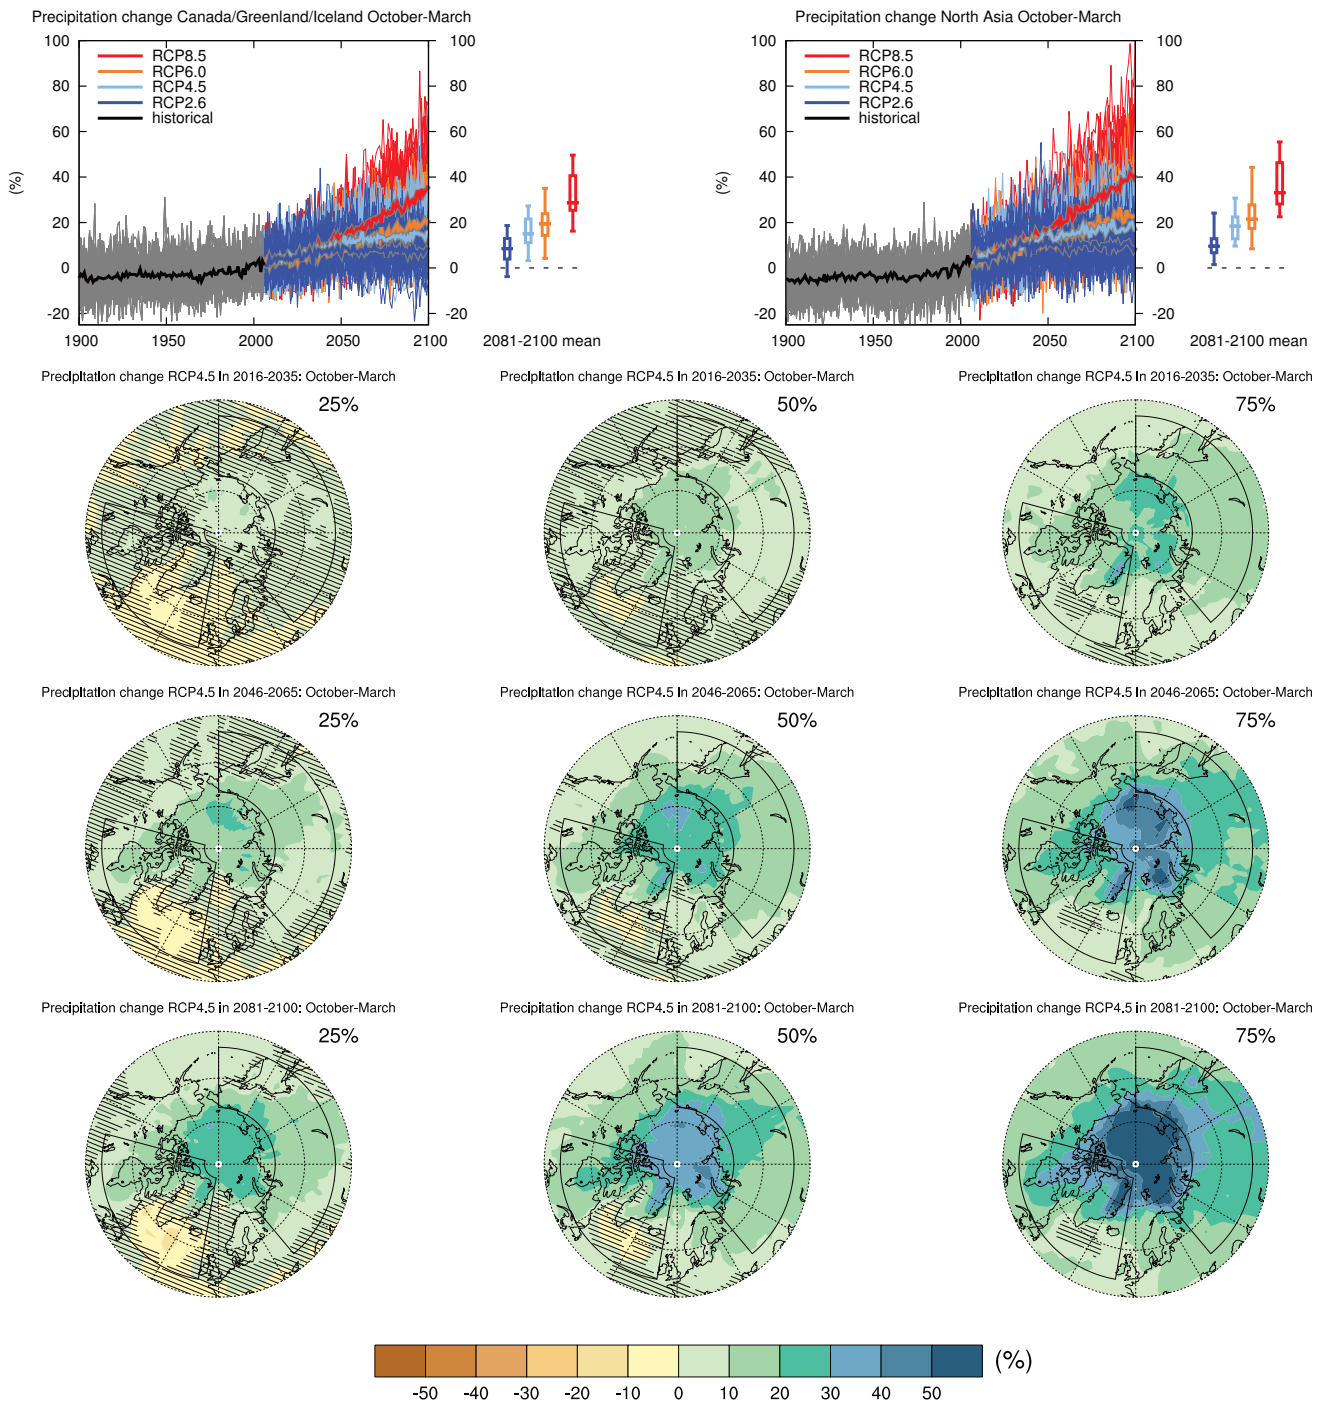 Precipitation change Canada/Greenland/Iceland October-March
Precipitation change North Asia October-March
100
80
60
40
20
0
-20
(%)
RCP8.5
RCP6.0
RCP4.5
RCP2.6
historical
100
80
60
40
20
0
-20
1900
1950
2000
2050
2100
2081-2100 mean
100
80
60
40
20
0
-20
(%)
RCP8.5
RCP6.0
RCP4.5
RCP2.6
historical
100
80
60
40
20
0
-20
1900
1950
2000
2050
2100
2081-2100 mean
Precipitation change RCP4.5 in 2016-2035: October-March
25%
Precipitation change RCP4.5 in 2016-2035: October-March
50%
Precipitation change RCP4.5 in 2016-2035: October-March
75%
Precipitation change RCP4.5 in 2046-2065: October-March
25%
Precipitation change RCP4.5 in 2046-2065: October-March
50%
Precipitation change RCP4.5 in 2046-2065: October-March
75%
Precipitation change RCP4.5 in 2081-2100: October-March
25%
Precipitation change RCP4.5 in 2081-2100: October-March
50%
Precipitation change RCP4.5 in 2081-2100: October-March
75%
(%)
-50 -40 -30 -20 -10 0 10 20 30 40 50